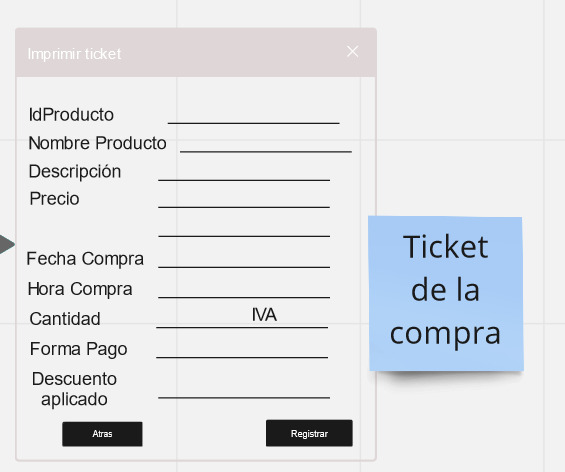 Imprimir ticket
IdProducto
Nombre Producto
Descripción
Precio
Fecha Compra
Hora Compra
Cantidad IVA
Forma Pago
Descuento
aplicado
Atras Registrar
Ticket
de la
compra